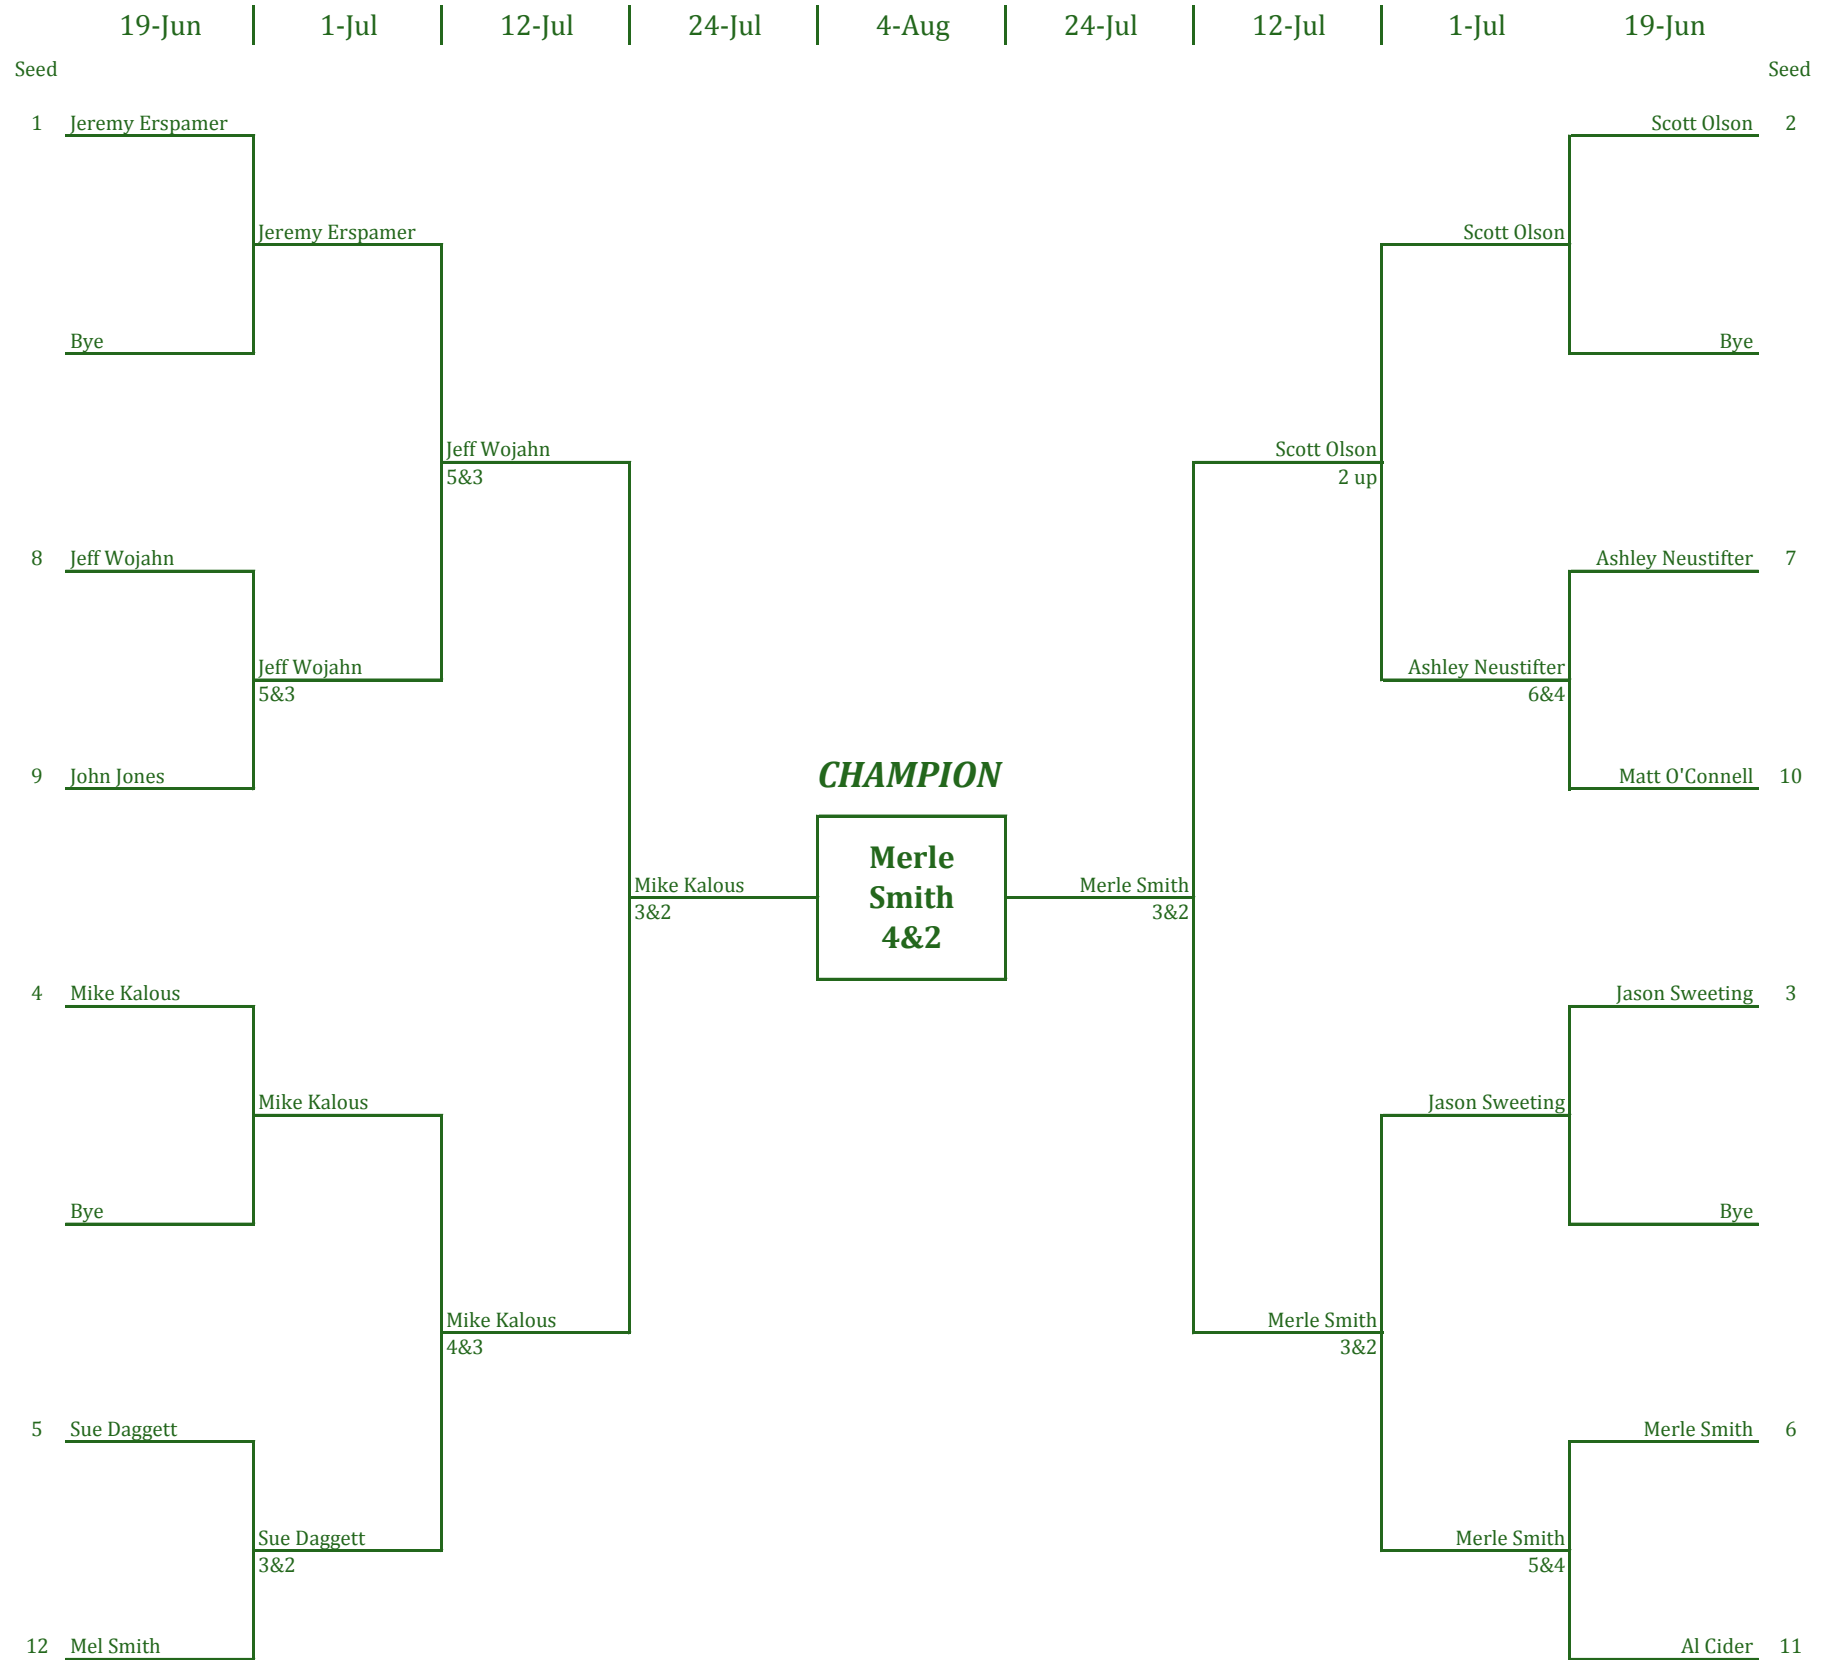 19-Jun 1-Jul 12-Jul 24-Jul 4-Aug 24-Jul 12-Jul 1-Jul 19-Jun
Seed Seed
1 Jeremy Erspamer Scott Olson 2
Jeremy Erspamer Scott Olson
Bye Bye
Jeff Wojahn Scott Olson
5&3 2 up
8 Jeff Wojahn Ashley Neustifter 7
Jeff Wojahn Ashley Neustifter
5&3 6&4
9 John Jones CHAMPION Matt O'Connell 10
Merle
Mike Kalous Smith Merle Smith
3&2 4&2 3&2
4 Mike Kalous Jason Sweeting 3
Mike Kalous Jason Sweeting
Bye Bye
Mike Kalous Merle Smith
4&3 3&2
5 Sue Daggett Merle Smith 6
Sue Daggett Merle Smith
3&2 5&4
12 Mel Smith Al Cider 11